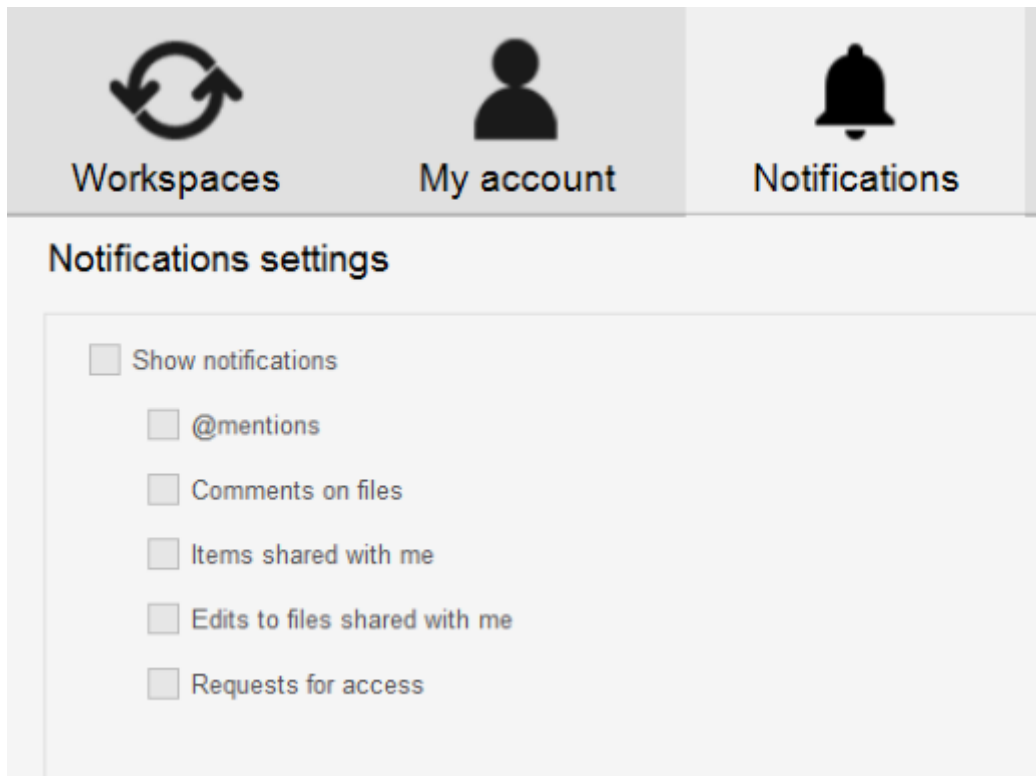 Workspaces My account Notifications
Notifications settings
Show notifications
@mentions
Comments on files
Items shared with me
Edits to files shared with me
Requests for access